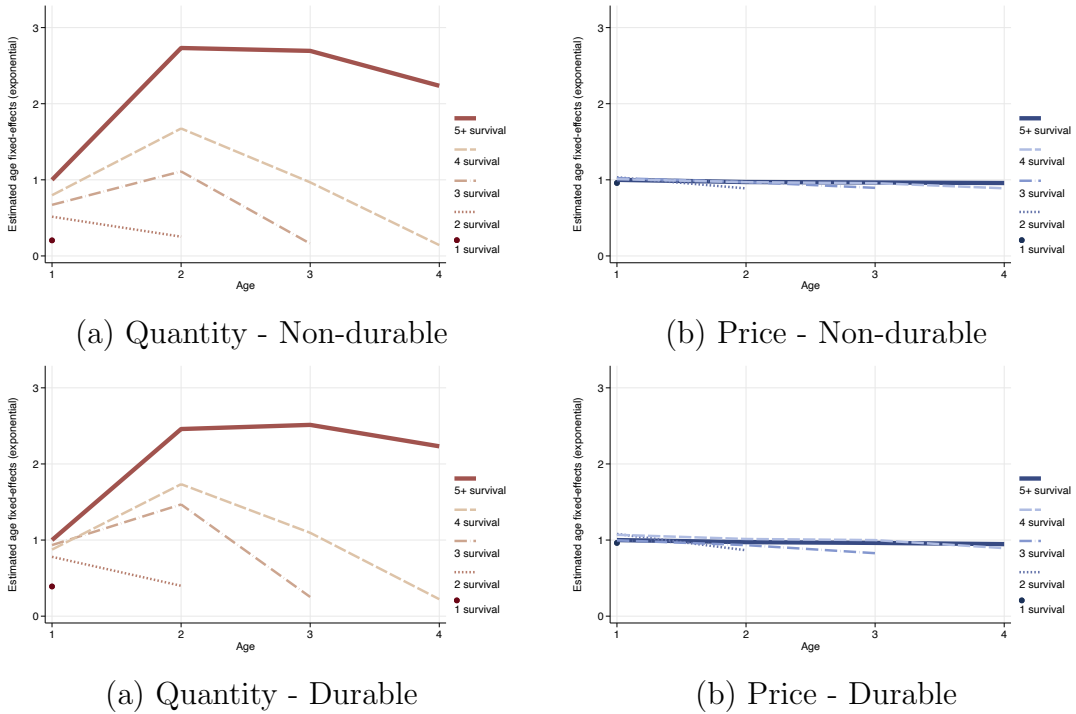 Estimated age fixed-effects (exponential)
3
2
1
0
1
2
3
4
Age
5+ survival
4 survival
3 survival
2 survival
1 survival
(a) Quantity - Non-durable
Estimated age fixed-effects (exponential)
3
2
1
0
1
2
3
4
Age
5+ survival
4 survival
3 survival
2 survival
1 survival
(b) Price - Non-durable
Estimated age fixed-effects (exponential)
3
2
1
0
1
2
3
4
Age
5+ survival
4 survival
3 survival
2 survival
1 survival
(a) Quantity - Durable
Estimated age fixed-effects (exponential)
3
2
1
0
1
2
3
4
Age
5+ survival
4 survival
3 survival
2 survival
1 survival
(b) Price - Durable